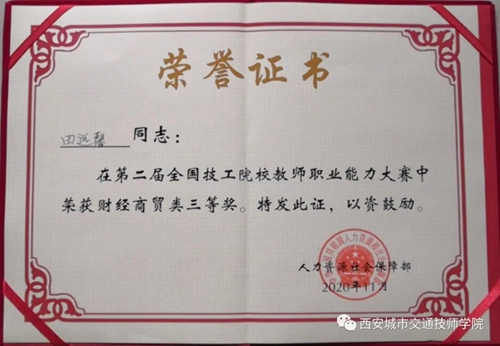 荣誉证书
田远馨 同志：
在第二届全国技工院校教师职业能力大赛中
荣获财经商贸类三等奖。特发此证，以资鼓励。
人力资源社会保障部
2020年11月
西安城市交通技师学院